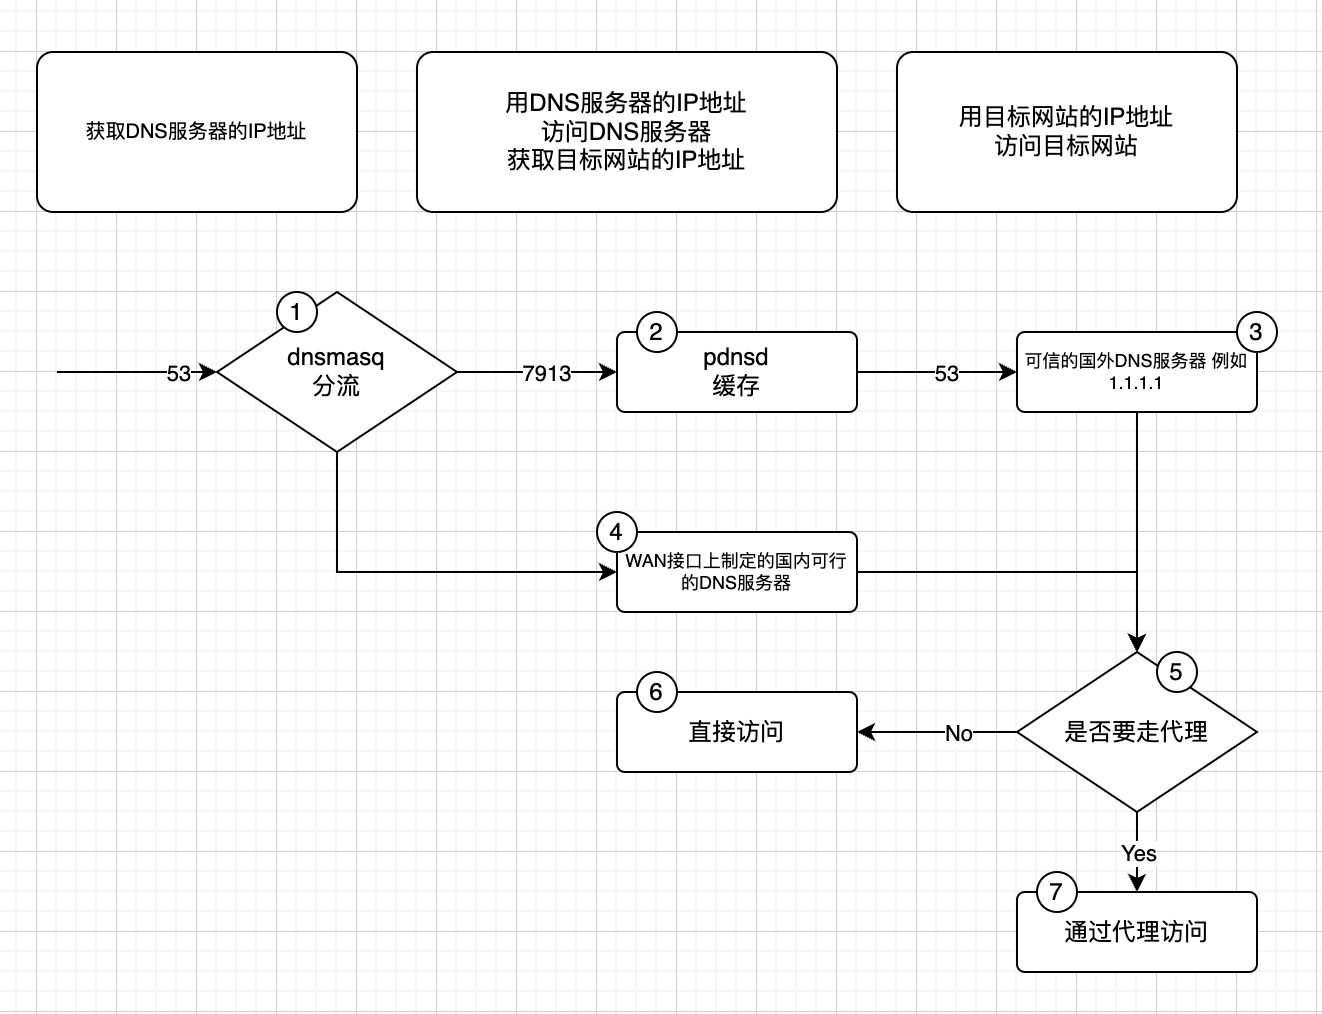 获取DNS服务器的IP地址
用DNS服务器的IP地址
访问DNS服务器
获取目标网站的IP地址
用目标网站的IP地址
访问目标网站
1
dnsmasq
分流
53
7913
2
pdnsd
缓存
53
3
可信的国外DNS服务器 例如
1.1.1.1
4
WAN接口上制定的国内可行
的DNS服务器
5
是否要走代理
No
6
直接访问
Yes
7
通过代理访问